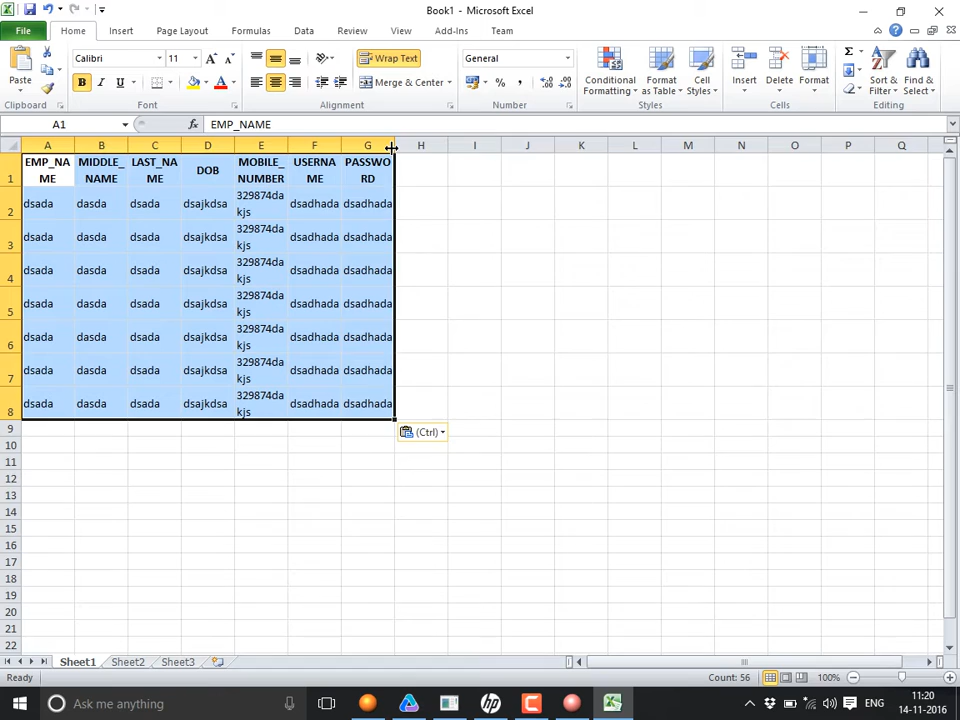 Book1 - Microsoft Excel
File Home Insert Page Layout Formulas Data Review View Add-Ins Team
Paste
Clipboard
Calibri 11
B I U
Font
Wrap Text
Merge & Center
Alignment
General
Number
Conditional Formatting
Format as Table
Cell Styles
Styles
Insert Delete Format
Cells
Sort & Filter
Find & Select
Editing
A1 fx EMP_NAME
A B C D E F G H I J K L M N O P Q
1 EMP_NAME MIDDLE_NAME LAST_NAME DOB MOBILE_NUMBER USERNAME PASSWORD
2 dsada dasda dsada dsajkdsa 329874dakjs dsadhada dsadhada
3 dsada dasda dsada dsajkdsa 329874dakjs dsadhada dsadhada
4 dsada dasda dsada dsajkdsa 329874dakjs dsadhada dsadhada
5 dsada dasda dsada dsajkdsa 329874dakjs dsadhada dsadhada
6 dsada dasda dsada dsajkdsa 329874dakjs dsadhada dsadhada
7 dsada dasda dsada dsajkdsa 329874dakjs dsadhada dsadhada
8 dsada dasda dsada dsajkdsa 329874dakjs dsadhada dsadhada
(Ctrl)
9
10
11
12
13
14
15
16
17
18
19
20
21
22
Sheet1 Sheet2 Sheet3
Ready Count: 56 100%
Ask me anything
hp
ENG
11:20
14-11-2016